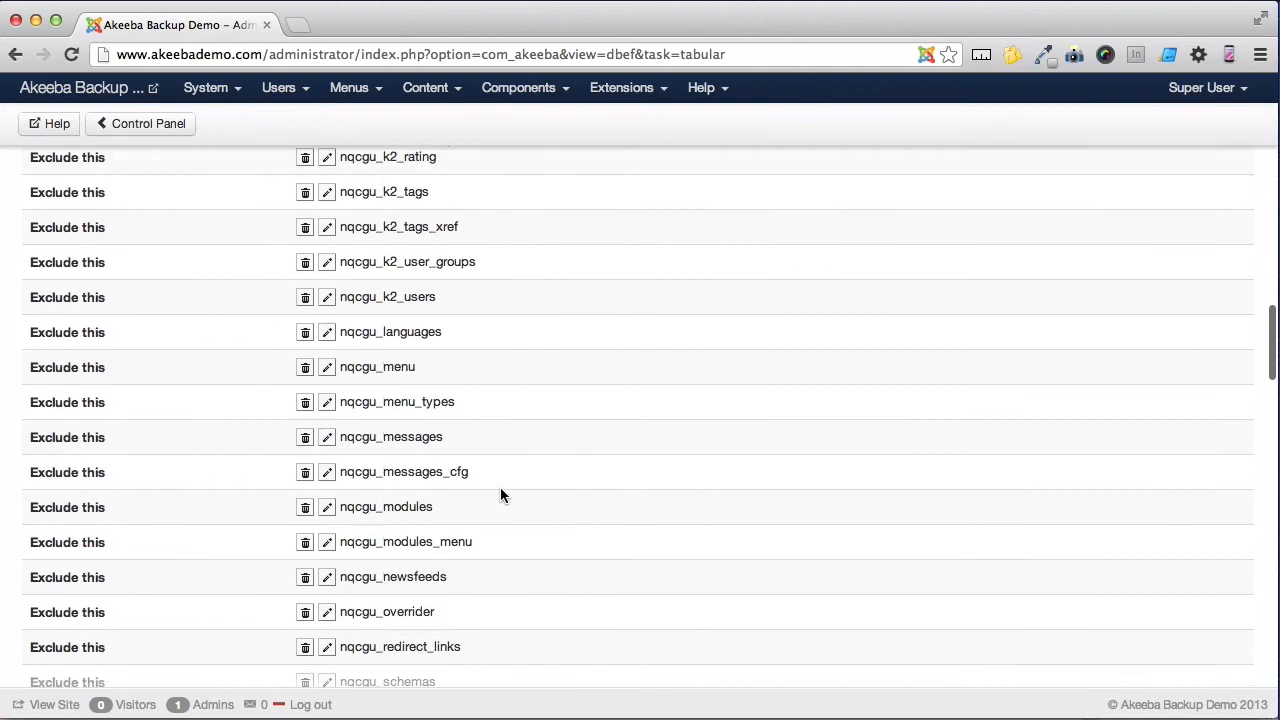 Akeeba Backup Demo – Adm
www.akeebademo.com/administrator/index.php?option=com_akeeba&view=dbef&task=tabular
Akeeba Backup ... System Users Menus Content Components Extensions Help Super User
Help Control Panel
Exclude this nqcgu_k2_rating
Exclude this nqcgu_k2_tags
Exclude this nqcgu_k2_tags_xref
Exclude this nqcgu_k2_user_groups
Exclude this nqcgu_k2_users
Exclude this nqcgu_languages
Exclude this nqcgu_menu
Exclude this nqcgu_menu_types
Exclude this nqcgu_messages
Exclude this nqcgu_messages_cfg
Exclude this nqcgu_modules
Exclude this nqcgu_modules_menu
Exclude this nqcgu_newsfeeds
Exclude this nqcgu_overrider
Exclude this nqcgu_redirect_links
Exclude this nqcgu_schemas
View Site 0 Visitors 1 Admins 0 Log out © Akeeba Backup Demo 2013